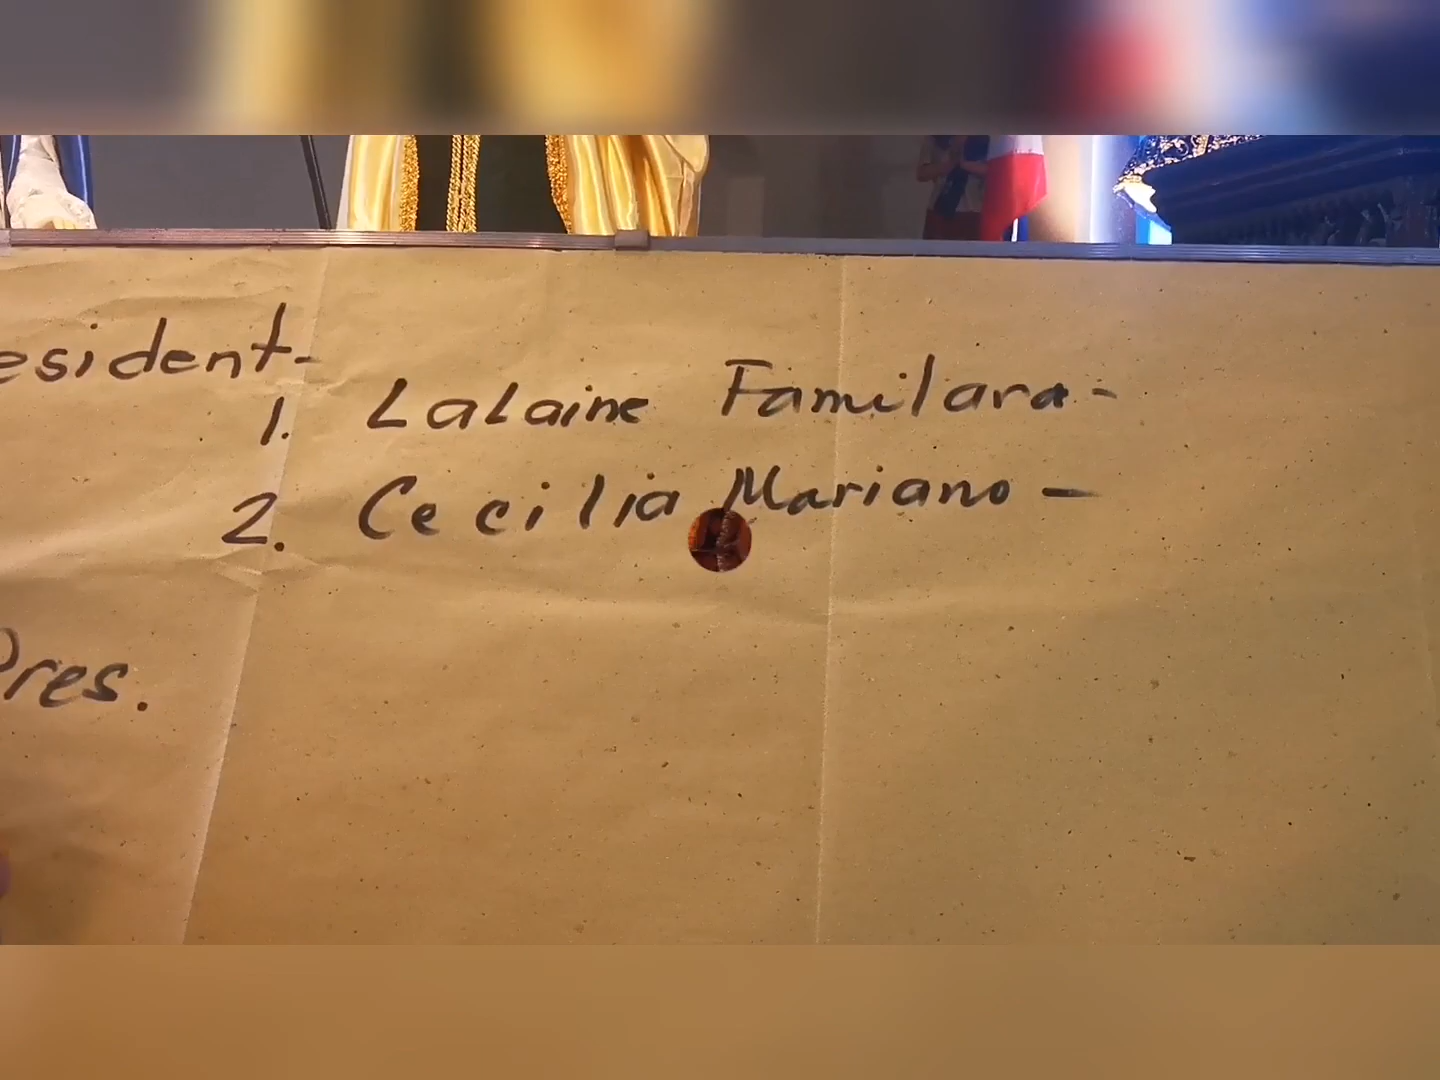 esident-
1. Lalaine Familara-
2. Cecilia Mariano -
Pres.